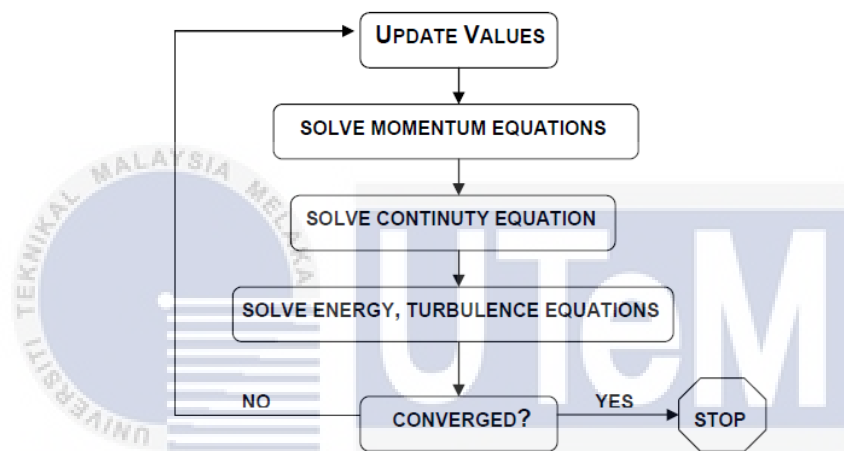 UPDATE VALUES
SOLVE MOMENTUM EQUATIONS
SOLVE CONTINUTY EQUATION
SOLVE ENERGY, TURBULENCE EQUATIONS
NO
CONVERGED?
YES
STOP
UNIVERSITI TEKNIKAL MALAYSIA MELAKA
UTeM